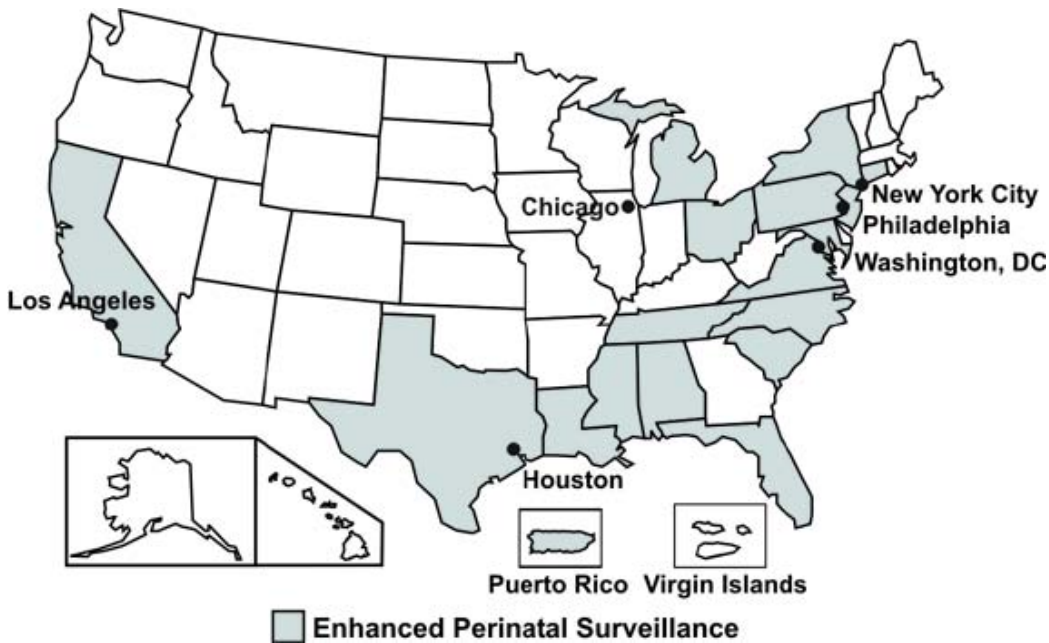 Chicago
New York City
Philadelphia
Washington, DC
Los Angeles
Houston
Puerto Rico
Virgin Islands
Enhanced Perinatal Surveillance